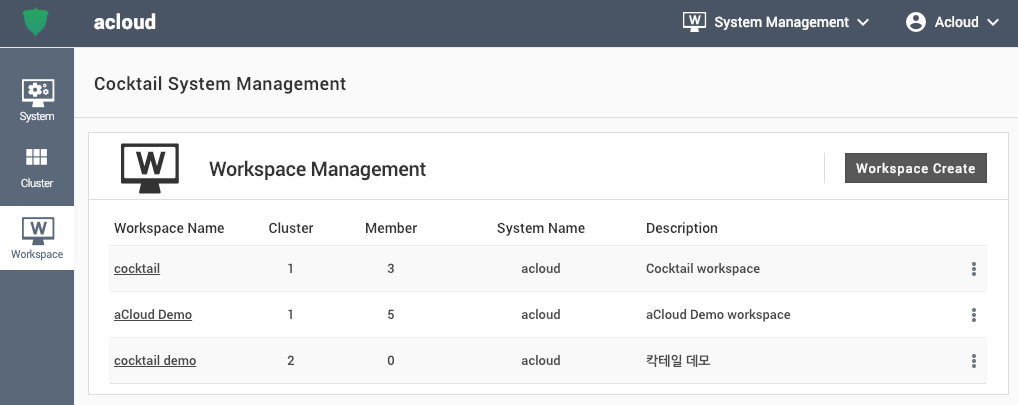 acloud
W System Management
Acloud
System
Cluster
W
Workspace
Cocktail System Management
W Workspace Management
Workspace Create
Workspace Name Cluster Member System Name Description
cocktail 1 3 acloud Cocktail workspace
aCloud Demo 1 5 acloud aCloud Demo workspace
cocktail demo 2 0 acloud 칵테일 데모